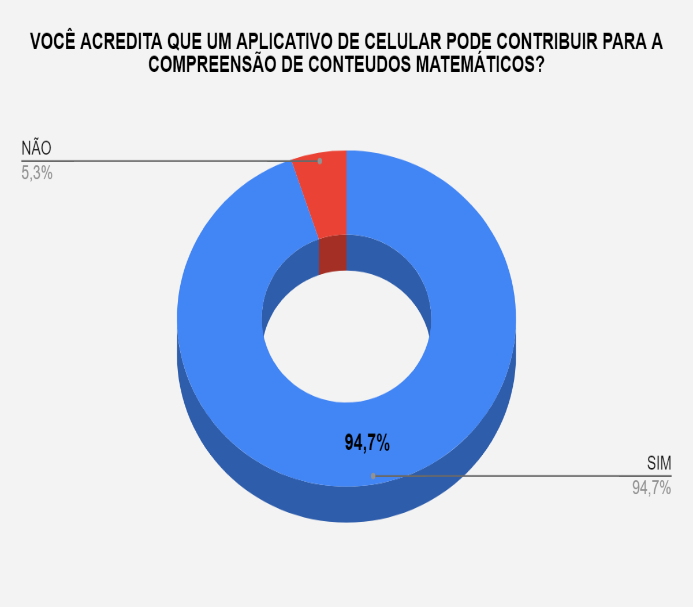 VOCÊ ACREDITA QUE UM APLICATIVO DE CELULAR PODE CONTRIBUIR PARA A
COMPREENSÃO DE CONTEUDOS MATEMÁTICOS?
NÃO
5,3%
94,7%
SIM
94,7%